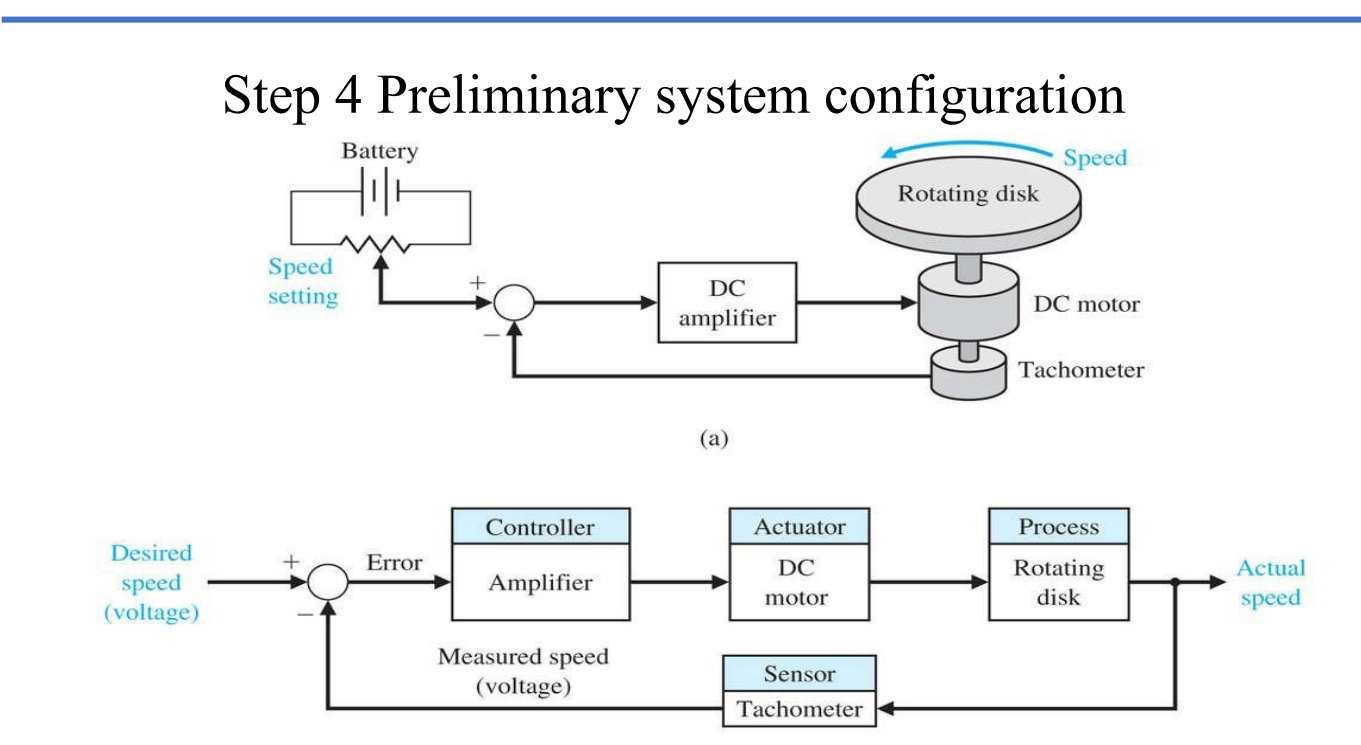 Step 4 Preliminary system configuration
Battery
Speed
Rotating disk
Speed
setting
+
−
DC
amplifier
DC motor
Tachometer
(a)
Desired
speed
(voltage)
+
−
Error
Controller
Amplifier
Actuator
DC
motor
Process
Rotating
disk
Actual
speed
Measured speed
(voltage)
Sensor
Tachometer